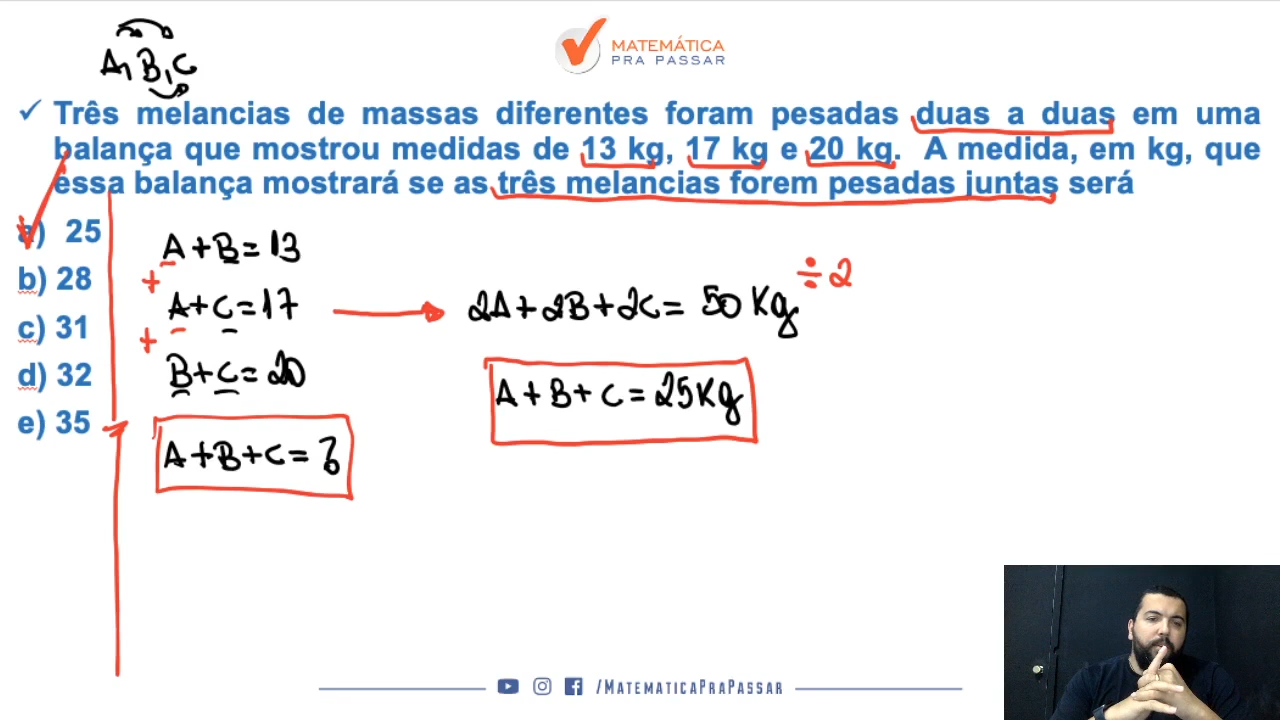 A, B, C
MATEMÁTICA
PRA PASSAR
✓ Três melancias de massas diferentes foram pesadas duas a duas em uma
balança que mostrou medidas de 13 kg, 17 kg e 20 kg. A medida, em kg, que
essa balança mostrará se as três melancias forem pesadas juntas será
a) 25
b) 28
c) 31
d) 32
e) 35
A+B=13
+
A+C=17
+
B+C=20
A+B+C=?
2A+2B+2C=50Kg ÷2
A+B+C=25Kg
/MATEMATICAPRAPASSAR